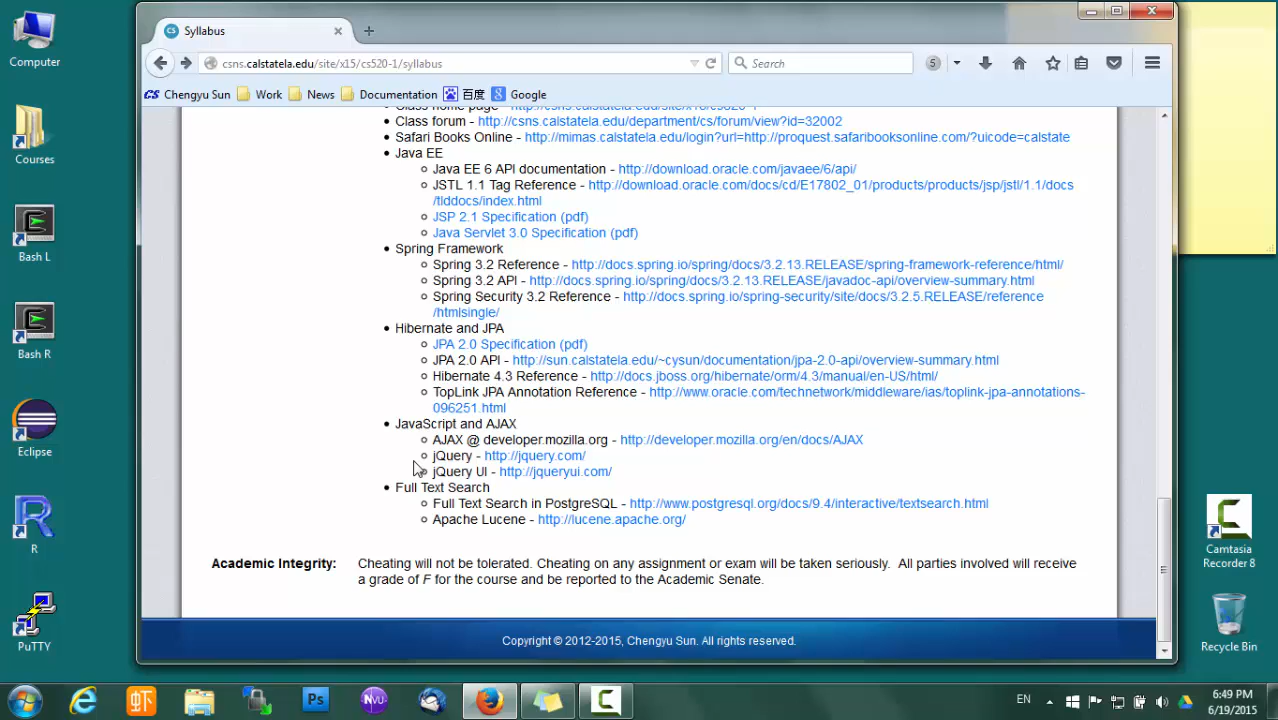 Computer
Courses
Bash L
Bash R
Eclipse
R
PuTTY
CS Syllabus
csns.calstatela.edu/site/x15/cs520-1/syllabus
Search
5
CS Chengyu Sun Work News Documentation 百度 Google
Class home page -
Class forum - http://csns.calstatela.edu/department/cs/forum/view?id=32002
Safari Books Online - http://mimas.calstatela.edu/login?url=http://proquest.safaribooksonline.com/?uicode=calstate
Java EE
Java EE 6 API documentation - http://download.oracle.com/javaee/6/api/
JSTL 1.1 Tag Reference - http://download.oracle.com/docs/cd/E17802_01/products/products/jsp/jstl/1.1/docs
/tlddocs/index.html
JSP 2.1 Specification (pdf)
Java Servlet 3.0 Specification (pdf)
Spring Framework
Spring 3.2 Reference - http://docs.spring.io/spring/docs/3.2.13.RELEASE/spring-framework-reference/html/
Spring 3.2 API - http://docs.spring.io/spring/docs/3.2.13.RELEASE/javadoc-api/overview-summary.html
Spring Security 3.2 Reference - http://docs.spring.io/spring-security/site/docs/3.2.5.RELEASE/reference
/htmlsingle/
Hibernate and JPA
JPA 2.0 Specification (pdf)
JPA 2.0 API - http://sun.calstatela.edu/~cysun/documentation/jpa-2.0-api/overview-summary.html
Hibernate 4.3 Reference - http://docs.jboss.org/hibernate/orm/4.3/manual/en-US/html/
TopLink JPA Annotation Reference - http://www.oracle.com/technetwork/middleware/ias/toplink-jpa-annotations-
096251.html
JavaScript and AJAX
AJAX @ developer.mozilla.org - http://developer.mozilla.org/en/docs/AJAX
jQuery - http://jquery.com/
jQuery UI - http://jqueryui.com/
Full Text Search
Full Text Search in PostgreSQL - http://www.postgresql.org/docs/9.4/interactive/textsearch.html
Apache Lucene - http://lucene.apache.org/
Academic Integrity: Cheating will not be tolerated. Cheating on any assignment or exam will be taken seriously. All parties involved will receive
a grade of F for the course and be reported to the Academic Senate.
Copyright © 2012-2015, Chengyu Sun. All rights reserved.
Camtasia
Recorder 8
Recycle Bin
虾
Ps
NVU
C
EN
6:49 PM
6/19/2015